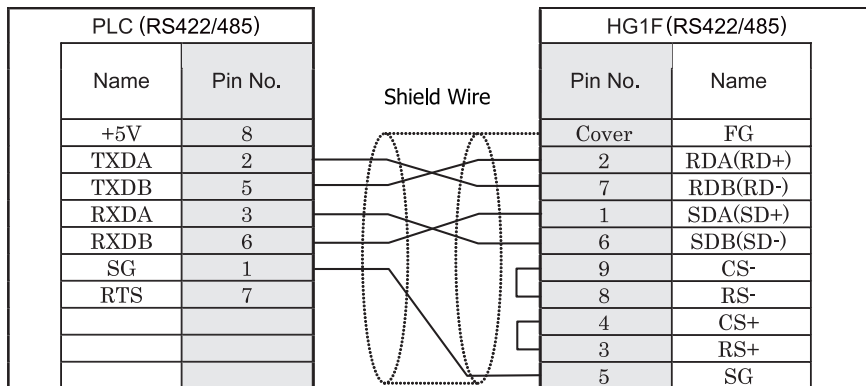 PLC (RS422/485) HG1F (RS422/485)
Name Pin No. Shield Wire Pin No. Name
+5V 8 Cover FG
TXDA 2 2 RDA(RD+)
TXDB 5 7 RDB(RD-)
RXDA 3 1 SDA(SD+)
RXDB 6 6 SDB(SD-)
SG 1 9 CS-
RTS 7 8 RS-
4 CS+
3 RS+
5 SG